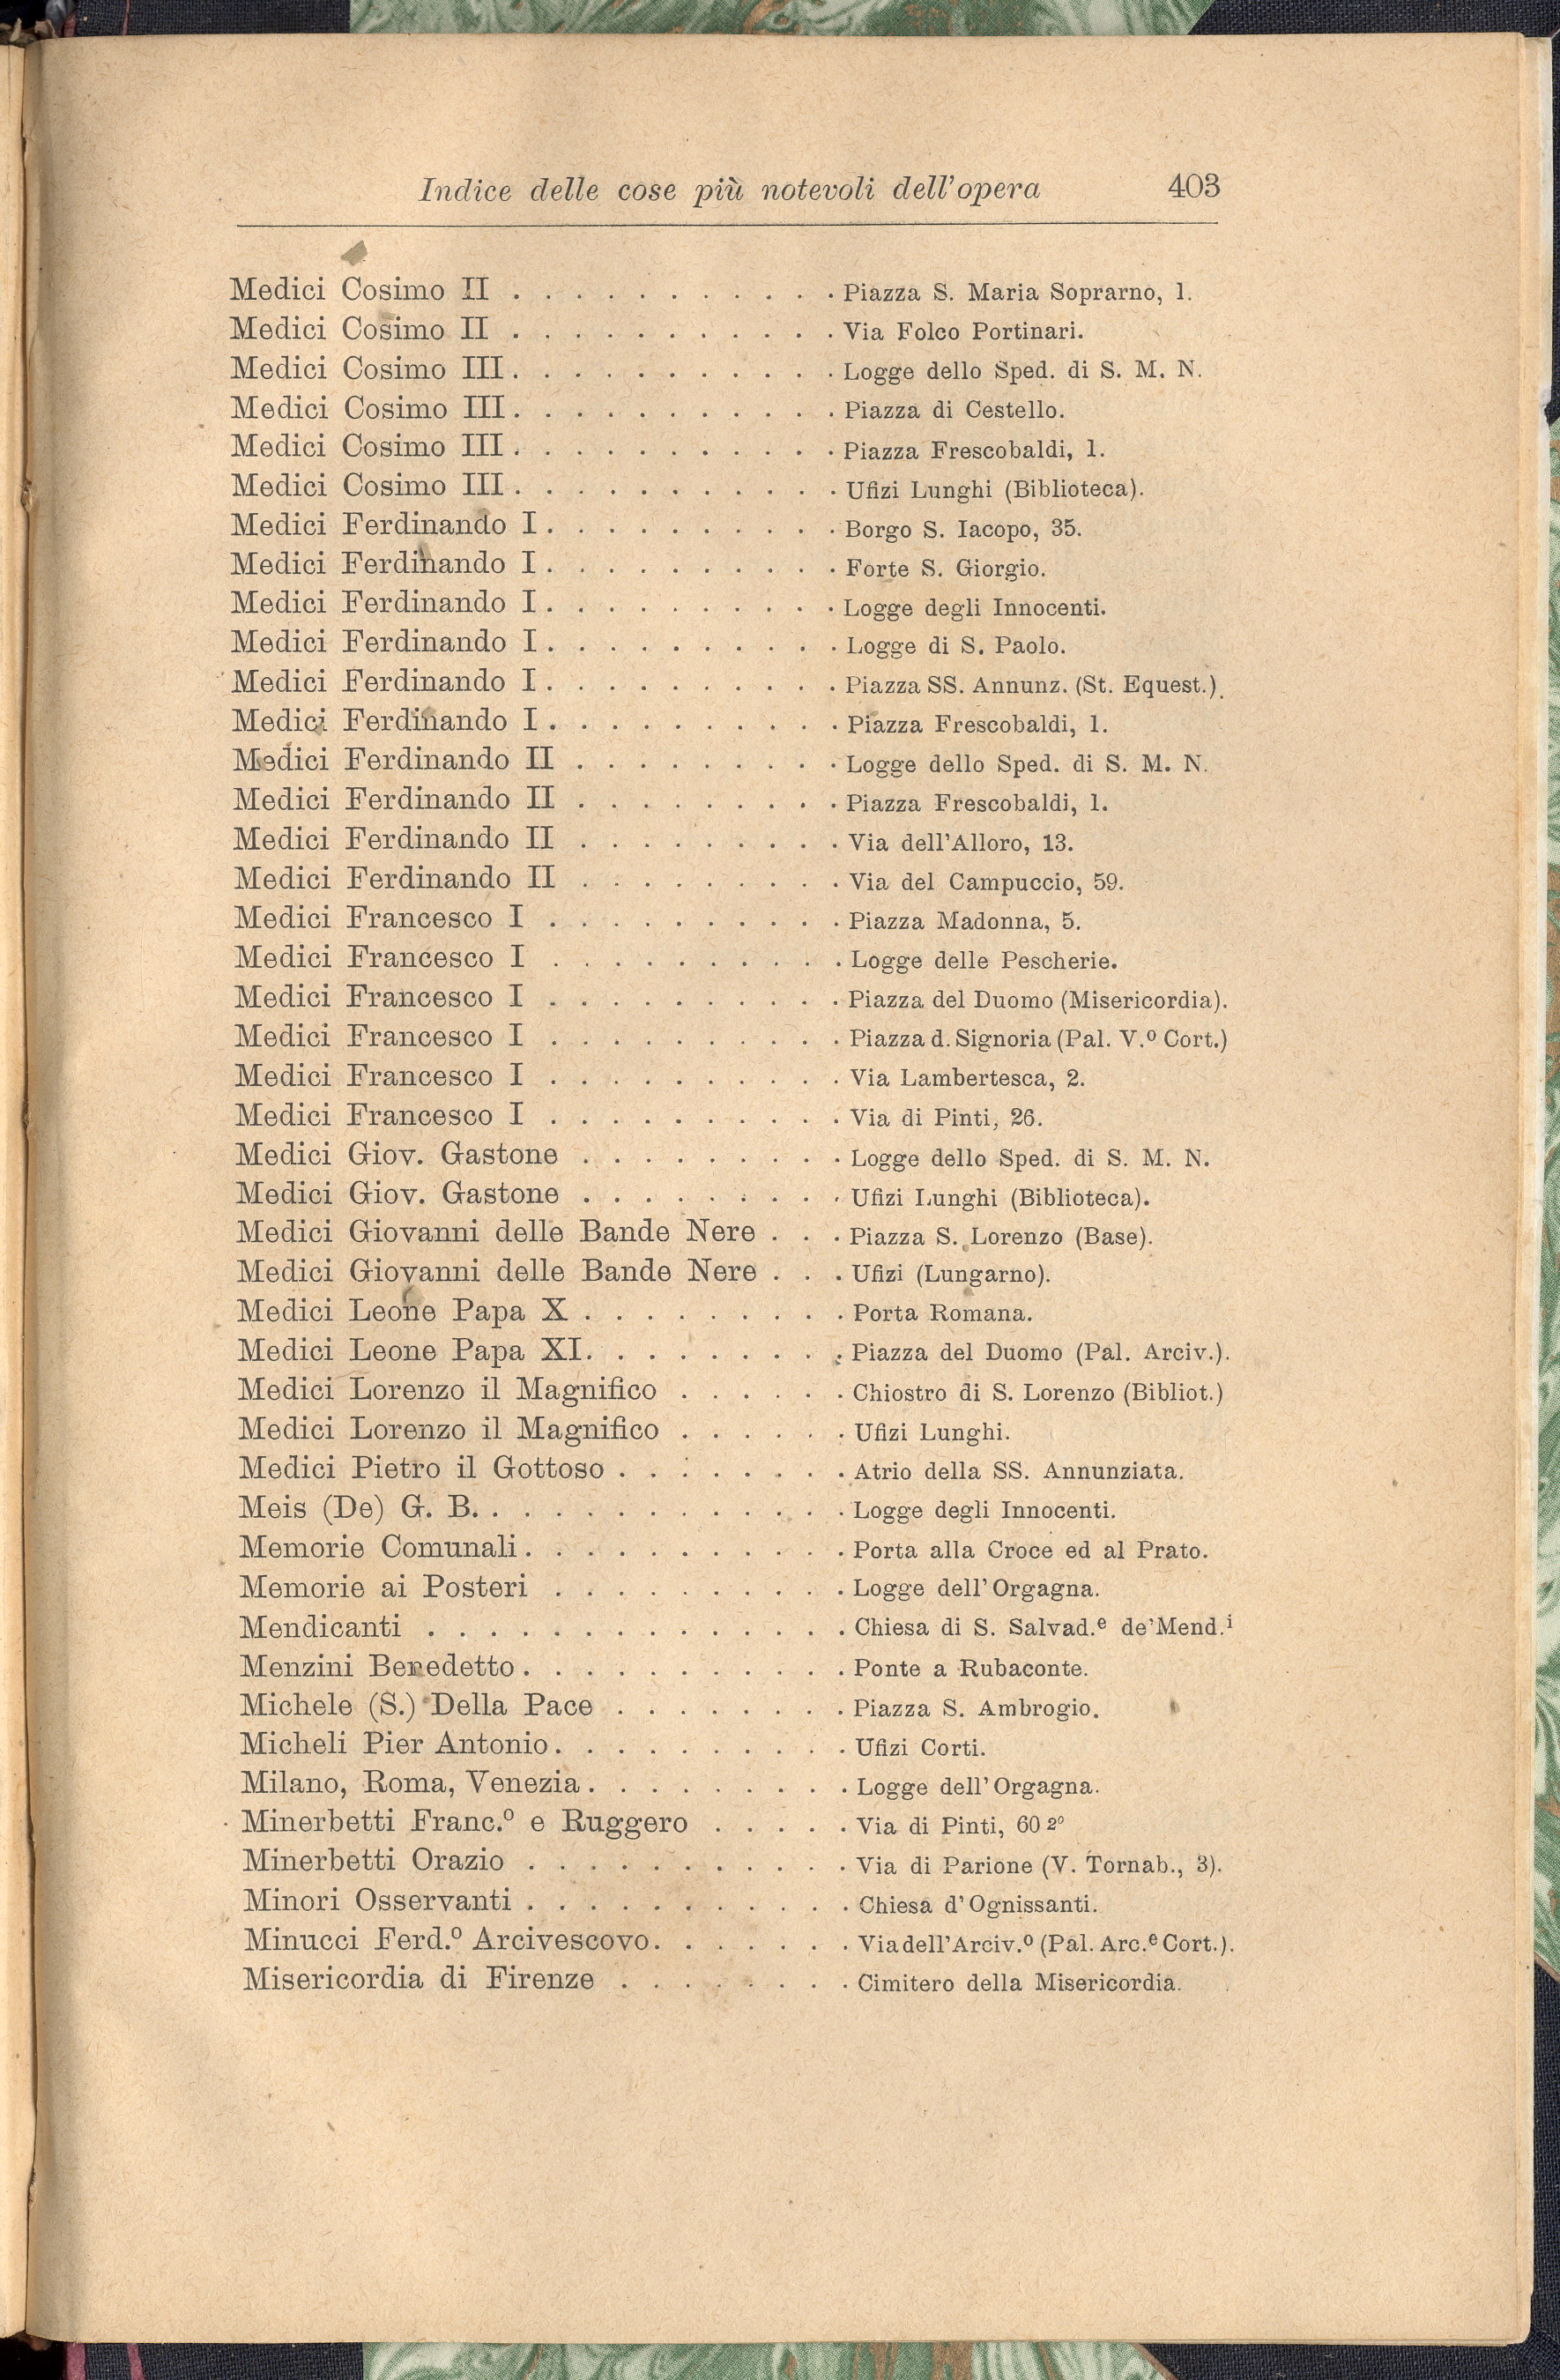 Indice delle cose più notevoli dell'opera 403
Medici Cosimo II . . . . . . . . . . . Piazza S. Maria Soprarno, 1.
Medici Cosimo II . . . . . . . . . . . Via Folco Portinari.
Medici Cosimo III. . . . . . . . . . . Logge dello Sped. di S. M. N.
Medici Cosimo III. . . . . . . . . . . Piazza di Cestello.
Medici Cosimo III. . . . . . . . . . . Piazza Frescobaldi, 1.
Medici Cosimo III. . . . . . . . . . . Ufizi Lunghi (Biblioteca).
Medici Ferdinando I. . . . . . . . . . Borgo S. Iacopo, 35.
Medici Ferdinando I. . . . . . . . . . Forte S. Giorgio.
Medici Ferdinando I. . . . . . . . . . Logge degli Innocenti.
Medici Ferdinando I. . . . . . . . . . Logge di S. Paolo.
Medici Ferdinando I. . . . . . . . . . Piazza SS. Annunz. (St. Equest.).
Medici Ferdinando I. . . . . . . . . . Piazza Frescobaldi, 1.
Medici Ferdinando II . . . . . . . . . Logge dello Sped. di S. M. N.
Medici Ferdinando II . . . . . . . . . Piazza Frescobaldi, 1.
Medici Ferdinando II . . . . . . . . . Via dell'Alloro, 13.
Medici Ferdinando II . . . . . . . . . Via del Campuccio, 59.
Medici Francesco I . . . . . . . . . . Piazza Madonna, 5.
Medici Francesco I . . . . . . . . . . Logge delle Pescherie.
Medici Francesco I . . . . . . . . . . Piazza del Duomo (Misericordia).
Medici Francesco I . . . . . . . . . . Piazza d. Signoria (Pal. V.º Cort.)
Medici Francesco I . . . . . . . . . . Via Lambertesca, 2.
Medici Francesco I . . . . . . . . . . Via di Pinti, 26.
Medici Giov. Gastone . . . . . . . . . Logge dello Sped. di S. M. N.
Medici Giov. Gastone . . . . . . . . . Ufizi Lunghi (Biblioteca).
Medici Giovanni delle Bande Nere . . . Piazza S. Lorenzo (Base).
Medici Giovanni delle Bande Nere . . . Ufizi (Lungarno).
Medici Leone Papa X . . . . . . . . . Porta Romana.
Medici Leone Papa XI. . . . . . . . . Piazza del Duomo (Pal. Arciv.).
Medici Lorenzo il Magnifico . . . . . . Chiostro di S. Lorenzo (Bibliot.)
Medici Lorenzo il Magnifico . . . . . . Ufizi Lunghi.
Medici Pietro il Gottoso . . . . . . . . Atrio della SS. Annunziata.
Meis (De) G. B. . . . . . . . . . . . . Logge degli Innocenti.
Memorie Comunali. . . . . . . . . . . Porta alla Croce ed al Prato.
Memorie ai Posteri . . . . . . . . . . Logge dell'Orgagna.
Mendicanti . . . . . . . . . . . . . . Chiesa di S. Salvad.ᵉ de'Mend.ⁱ
Menzini Benedetto. . . . . . . . . . . Ponte a Rubaconte.
Michele (S.) Della Pace . . . . . . . . Piazza S. Ambrogio.
Micheli Pier Antonio. . . . . . . . . . Ufizi Corti.
Milano, Roma, Venezia. . . . . . . . . Logge dell'Orgagna.
Minerbetti Franc.º e Ruggero . . . . . Via di Pinti, 60 2º
Minerbetti Orazio . . . . . . . . . . . Via di Parione (V. Tornab., 3).
Minori Osservanti . . . . . . . . . . . Chiesa d'Ognissanti.
Minucci Ferd.º Arcivescovo. . . . . . . Via dell'Arciv.º (Pal. Arc.ᵉ Cort.).
Misericordia di Firenze . . . . . . . . Cimitero della Misericordia.